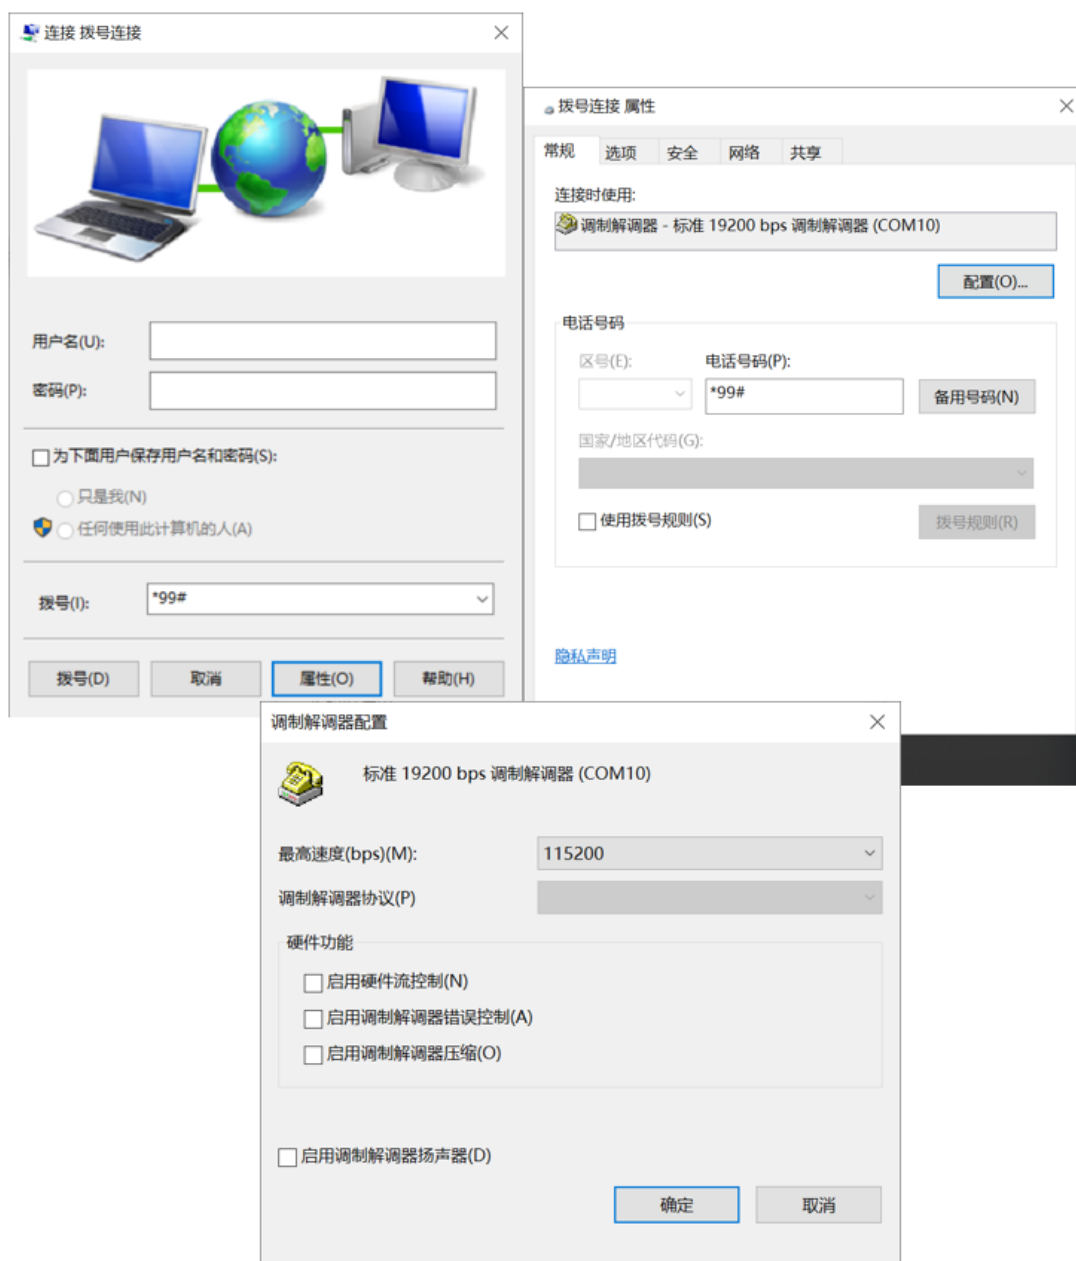 连接 拨号连接
用户名(U):
密码(P):
为下面用户保存用户名和密码(S):
只是我(N)
任何使用此计算机的人(A)
拨号(I):
*99#
拨号(D)
取消
属性(O)
帮助(H)
拨号连接 属性
常规
选项
安全
网络
共享
连接时使用:
调制解调器 - 标准 19200 bps 调制解调器 (COM10)
配置(O)...
电话号码
区号(E):
电话号码(P):
*99#
备用号码(N)
国家/地区代码(G):
使用拨号规则(S)
拨号规则(R)
隐私声明
调制解调器配置
标准 19200 bps 调制解调器 (COM10)
最高速度(bps)(M):
115200
调制解调器协议(P)
硬件功能
启用硬件流控制(N)
启用调制解调器错误控制(A)
启用调制解调器压缩(O)
启用调制解调器扬声器(D)
确定
取消